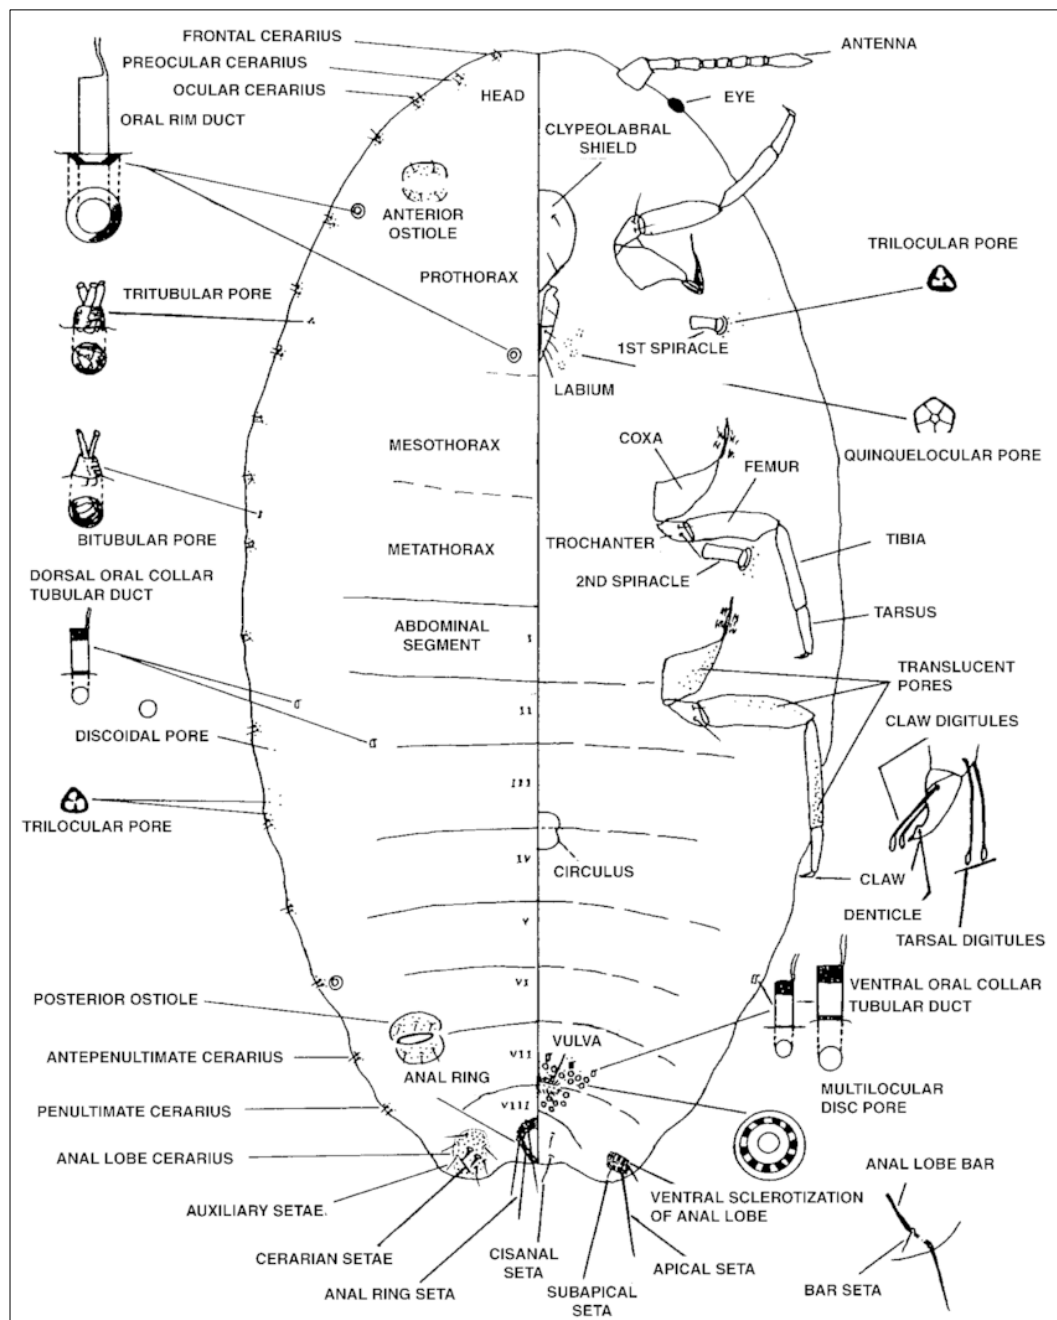 FRONTAL CERARIUS
PREOCULAR CERARIUS
OCULAR CERARIUS
ORAL RIM DUCT
HEAD
ANTENNA
EYE
CLYPEOLABRAL
SHIELD
ANTERIOR
OSTIOLE
PROTHORAX
TRITUBULAR PORE
TRILOCULAR PORE
1ST SPIRACLE
LABIUM
MESOTHORAX
COXA
FEMUR
QUINQUELOCULAR PORE
BITUBULAR PORE
METATHORAX
TROCHANTER
TIBIA
2ND SPIRACLE
DORSAL ORAL COLLAR
TUBULAR DUCT
TARSUS
ABDOMINAL
SEGMENT
I
TRANSLUCENT
PORES
II
DISCOIDAL PORE
CLAW DIGITULES
III
TRILOCULAR PORE
IV
CIRCULUS
CLAW
DENTICLE
V
TARSAL DIGITULES
VI
VENTRAL ORAL COLLAR
TUBULAR DUCT
POSTERIOR OSTIOLE
VULVA
VII
ANTEPENULTIMATE CERARIUS
ANAL RING
MULTILOCULAR
DISC PORE
PENULTIMATE CERARIUS
VIII
ANAL LOBE CERARIUS
ANAL LOBE BAR
AUXILIARY SETAE.
VENTRAL SCLEROTIZATION
OF ANAL LOBE
CERARIAN SETAE
CISANAL
SETA
APICAL SETA
ANAL RING SETA
SUBAPICAL
SETA
BAR SETA